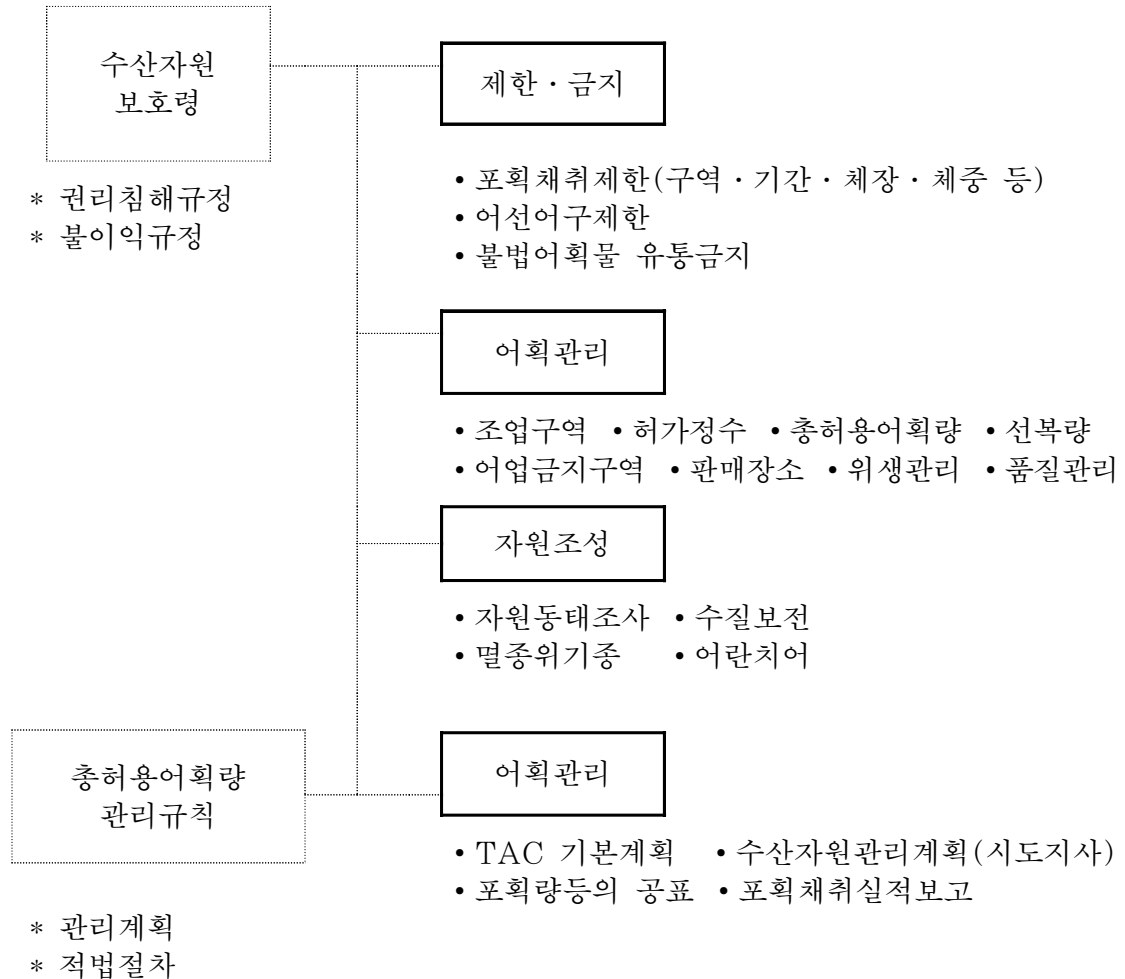 수산자원
보호령
* 권리침해규정
* 불이익규정
제한 · 금지
• 포획채취제한(구역 · 기간 · 체장 · 체중 등)
• 어선어구제한
• 불법어획물 유통금지
어획관리
• 조업구역 • 허가정수 • 총허용어획량 • 선복량
• 어업금지구역 • 판매장소 • 위생관리 • 품질관리
자원조성
• 자원동태조사 • 수질보전
• 멸종위기종 • 어란치어
총허용어획량
관리규칙
* 관리계획
* 적법절차
어획관리
• TAC 기본계획 • 수산자원관리계획(시도지사)
• 포획량등의 공표 • 포획채취실적보고